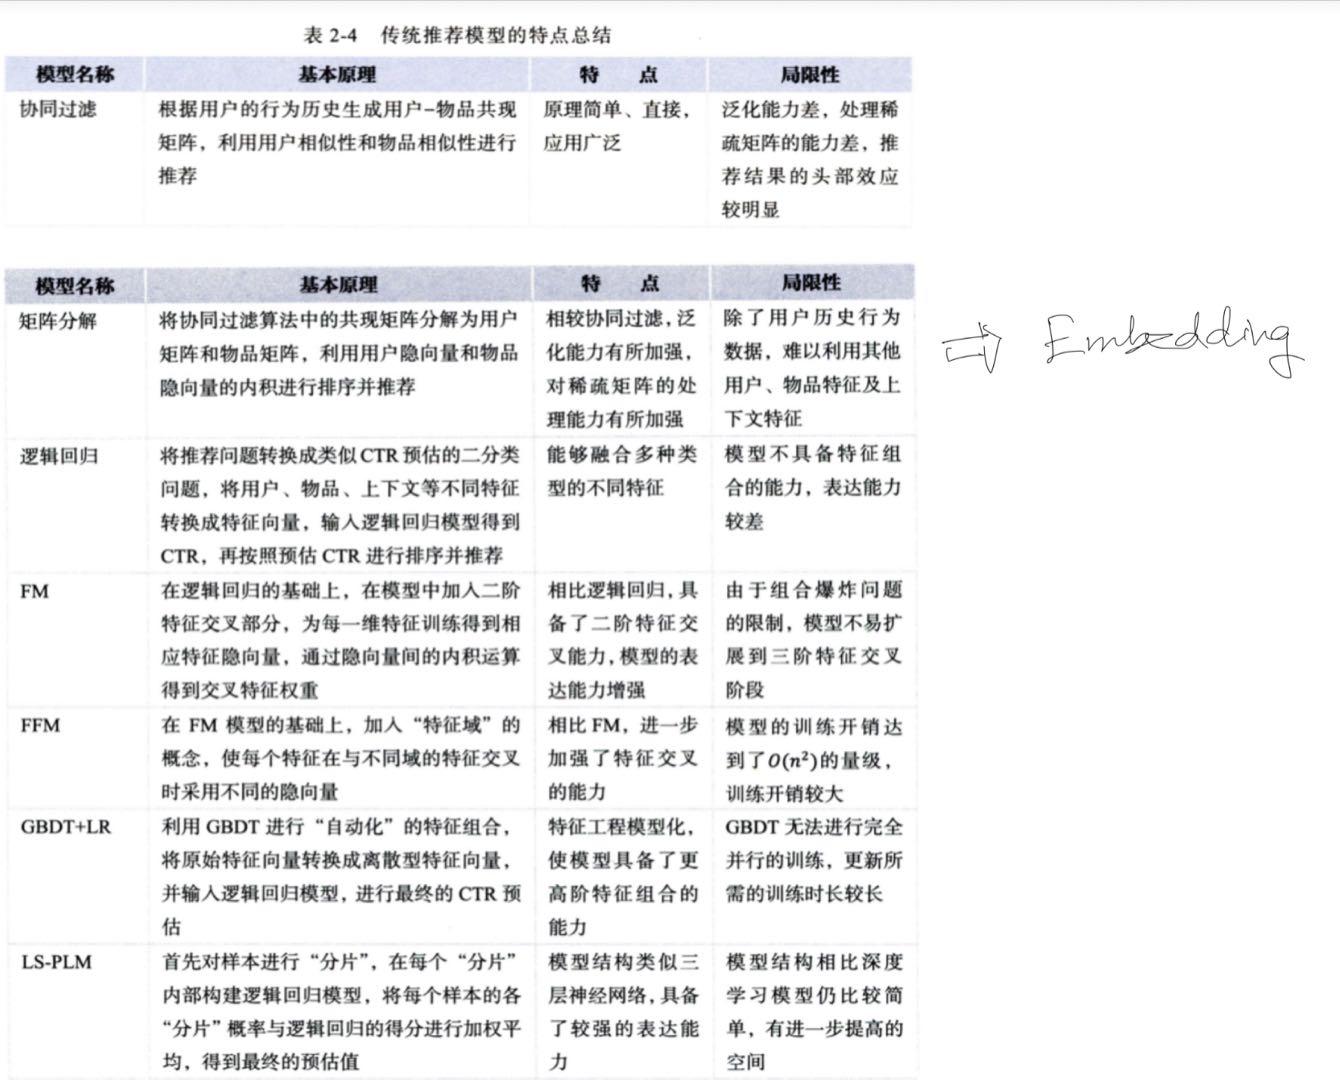 表 2-4 传统推荐模型的特点总结
模型名称 基本原理 特 点 局限性
协同过滤 根据用户的行为历史生成用户-物品共现 原理简单、直接, 泛化能力差，处理稀
矩阵，利用用户相似性和物品相似性进行 应用广泛 疏矩阵的能力差，推
推荐 荐结果的头部效应
较明显
模型名称 基本原理 特 点 局限性
矩阵分解 将协同过滤算法中的共现矩阵分解为用户 相较协同过滤，泛 除了用户历史行为
矩阵和物品矩阵，利用用户隐向量和物品 化能力有所加强， 数据，难以利用其他
隐向量的内积进行排序并推荐 对稀疏矩阵的处 用户、物品特征及上
理能力有所加强 下文特征
⇒ Embedding
逻辑回归 将推荐问题转换成类似 CTR 预估的二分类 能够融合多种类 模型不具备特征组
问题，将用户、物品、上下文等不同特征 型的不同特征 合的能力，表达能力
转换成特征向量，输入逻辑回归模型得到 较差
CTR，再按照预估 CTR 进行排序并推荐
FM 在逻辑回归的基础上，在模型中加入二阶 相比逻辑回归，具 由于组合爆炸问题
特征交叉部分，为每一维特征训练得到相 备了二阶特征交 的限制，模型不易扩
应特征隐向量，通过隐向量间的内积运算 叉能力，模型的表 展到三阶特征交叉
得到交叉特征权重 达能力增强 阶段
FFM 在 FM 模型的基础上，加入“特征域”的 相比 FM，进一步 模型的训练开销达
概念，使每个特征在与不同域的特征交叉 加强了特征交叉 到了O(n²)的量级，
时采用不同的隐向量 的能力 训练开销较大
GBDT+LR 利用 GBDT 进行“自动化”的特征组合， 特征工程模型化， GBDT 无法进行完全
将原始特征向量转换成离散型特征向量， 使模型具备了更 并行的训练，更新所
并输入逻辑回归模型，进行最终的 CTR 预 高阶特征组合的 需的训练时长较长
估 能力
LS-PLM 首先对样本进行“分片”，在每个“分片” 模型结构类似三 模型结构相比深度
内部构建逻辑回归模型，将每个样本的各 层神经网络，具备 学习模型仍比较简
“分片”概率与逻辑回归的得分进行加权平 了较强的表达能 单，有进一步提高的
均，得到最终的预估值 力 空间